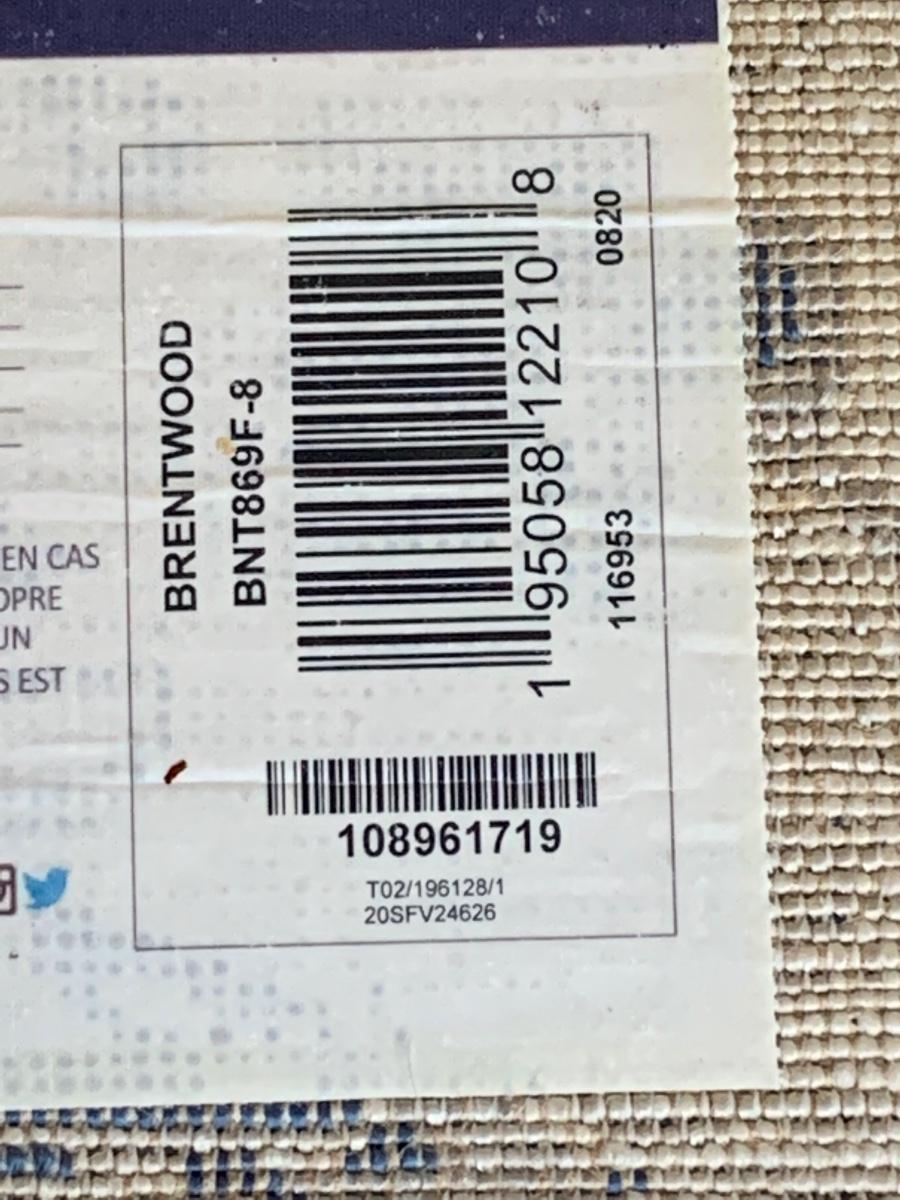 EN CAS
OPRE
UN
S EST
BRENTWOOD
BNT869F-8
1 95058 12210 8
116953 0820
108961719
T02/196128/1
20SFV24626